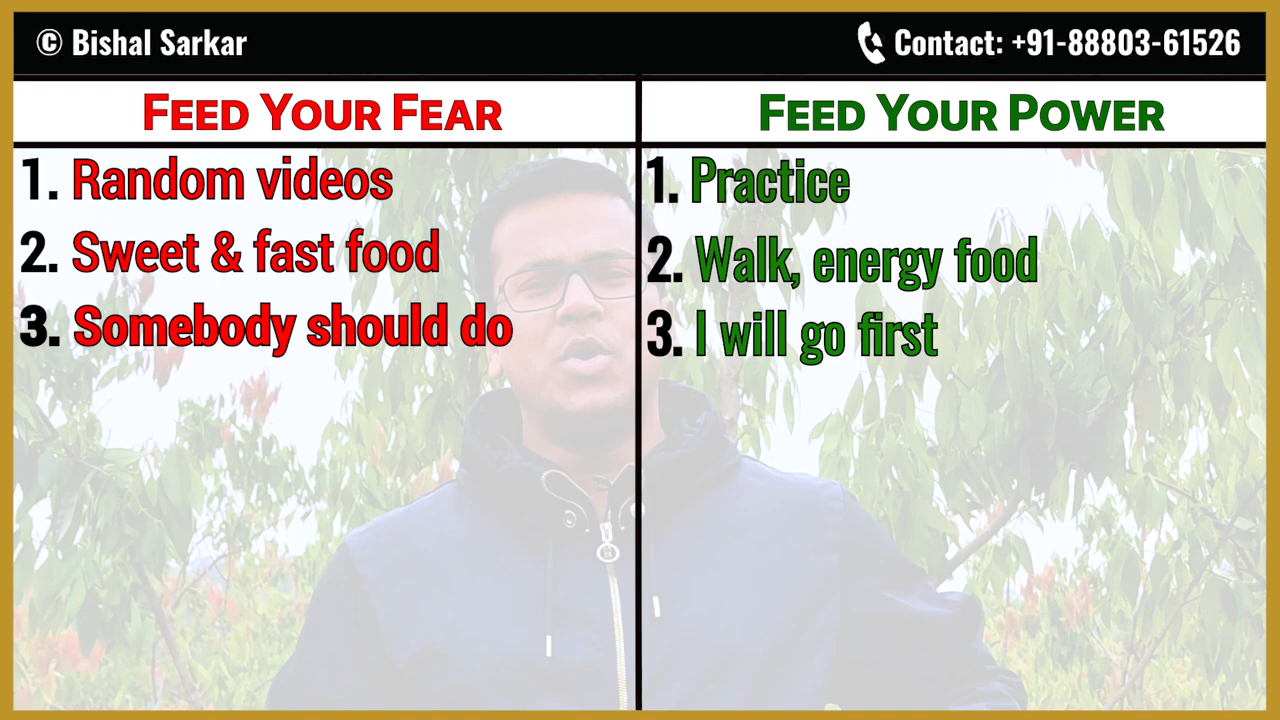 © Bishal Sarkar
Contact: +91-88803-61526
FEED YOUR FEAR
FEED YOUR POWER
1. Random videos
2. Sweet & fast food
3. Somebody should do
1. Practice
2. Walk, energy food
3. I will go first